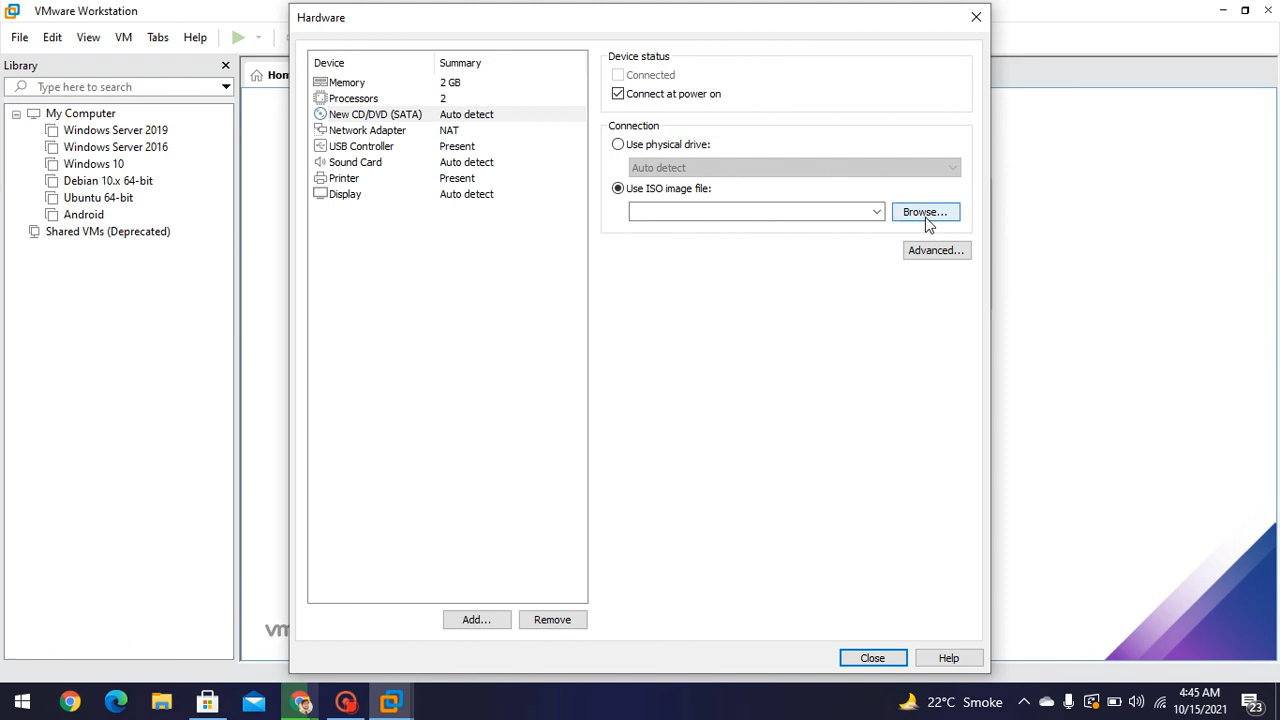 VMware Workstation
Hardware
File Edit View VM Tabs Help
Library
Type here to search
My Computer
Windows Server 2019
Windows Server 2016
Windows 10
Debian 10.x 64-bit
Ubuntu 64-bit
Android
Shared VMs (Deprecated)
Device Summary
Memory 2 GB
Processors 2
New CD/DVD (SATA) Auto detect
Network Adapter NAT
USB Controller Present
Sound Card Auto detect
Printer Present
Display Auto detect
Add... Remove
Device status
Connected
Connect at power on
Connection
Use physical drive:
Auto detect
Use ISO image file:
Browse...
Advanced...
Close Help
22°C Smoke
4:45 AM
10/15/2021
23